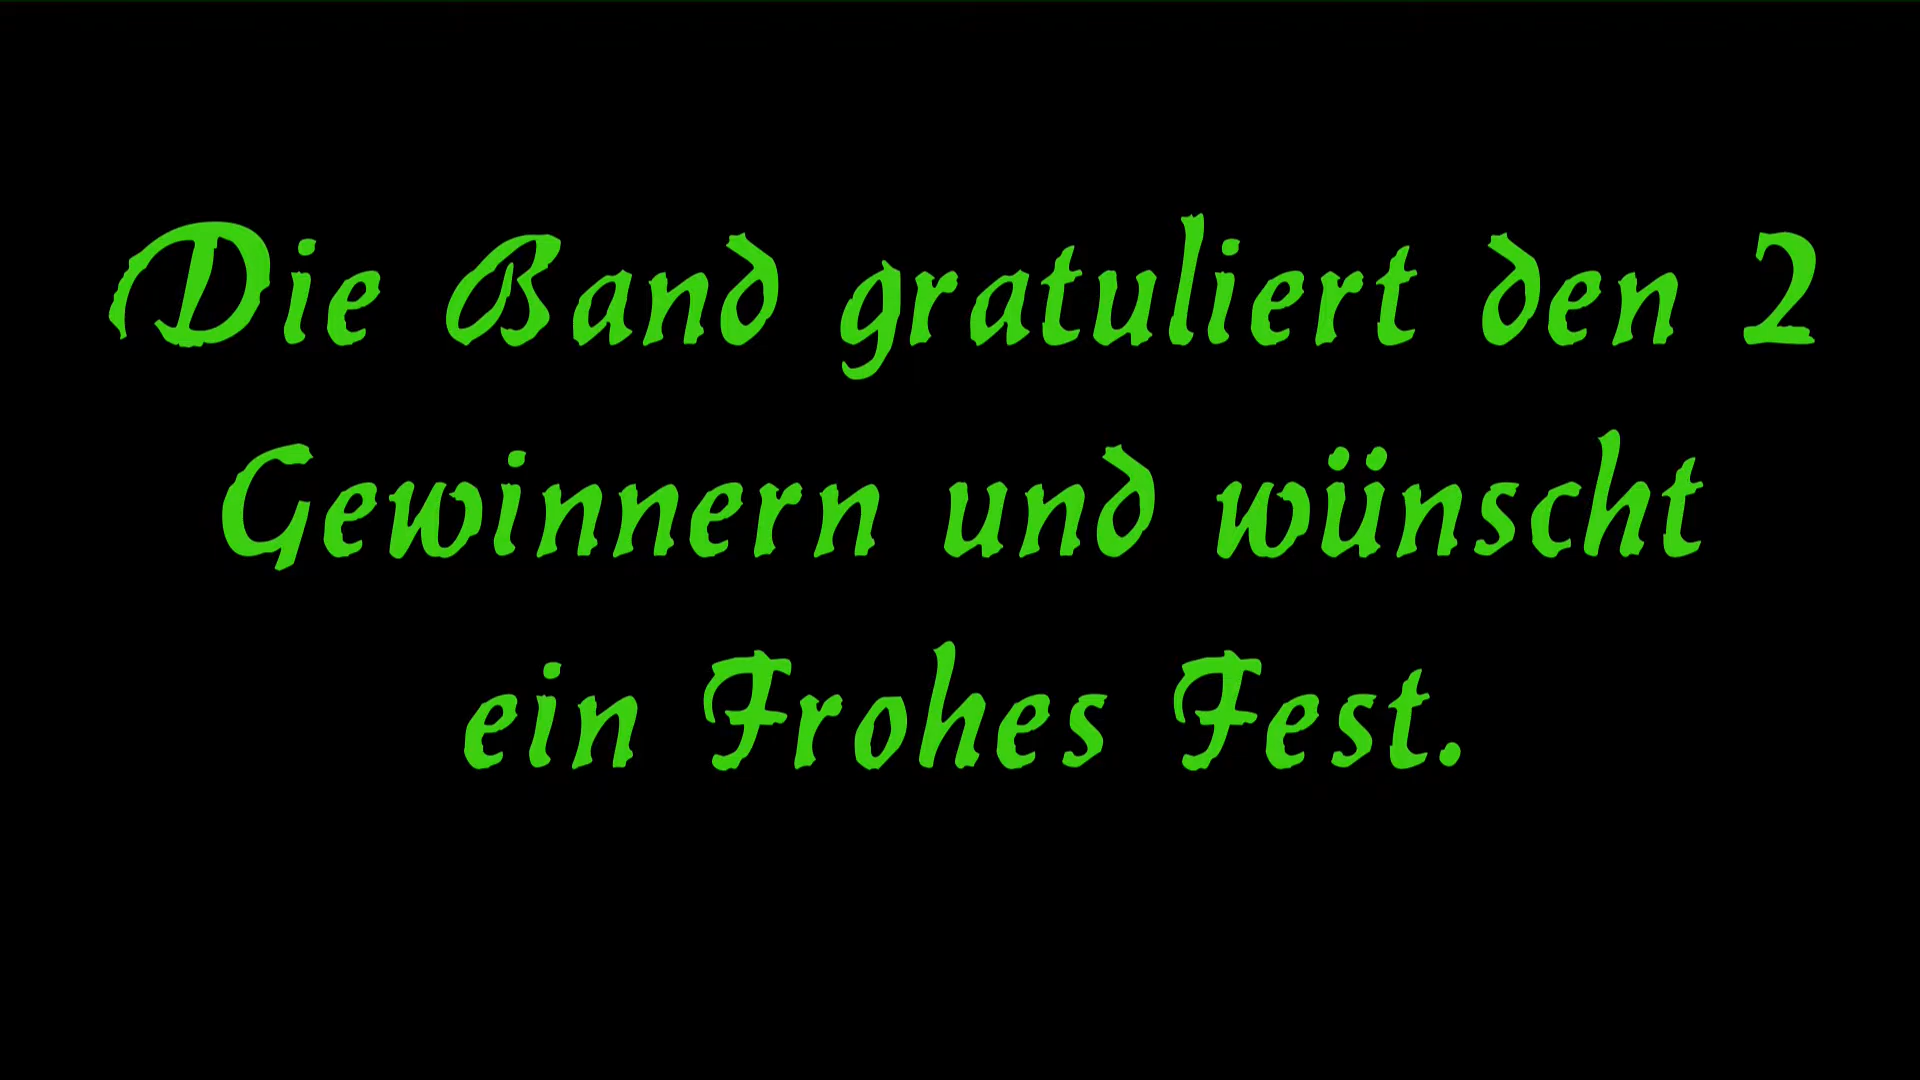 Die Band gratuliert den 2
Gewinnern und wünscht
ein Frohes Fest.